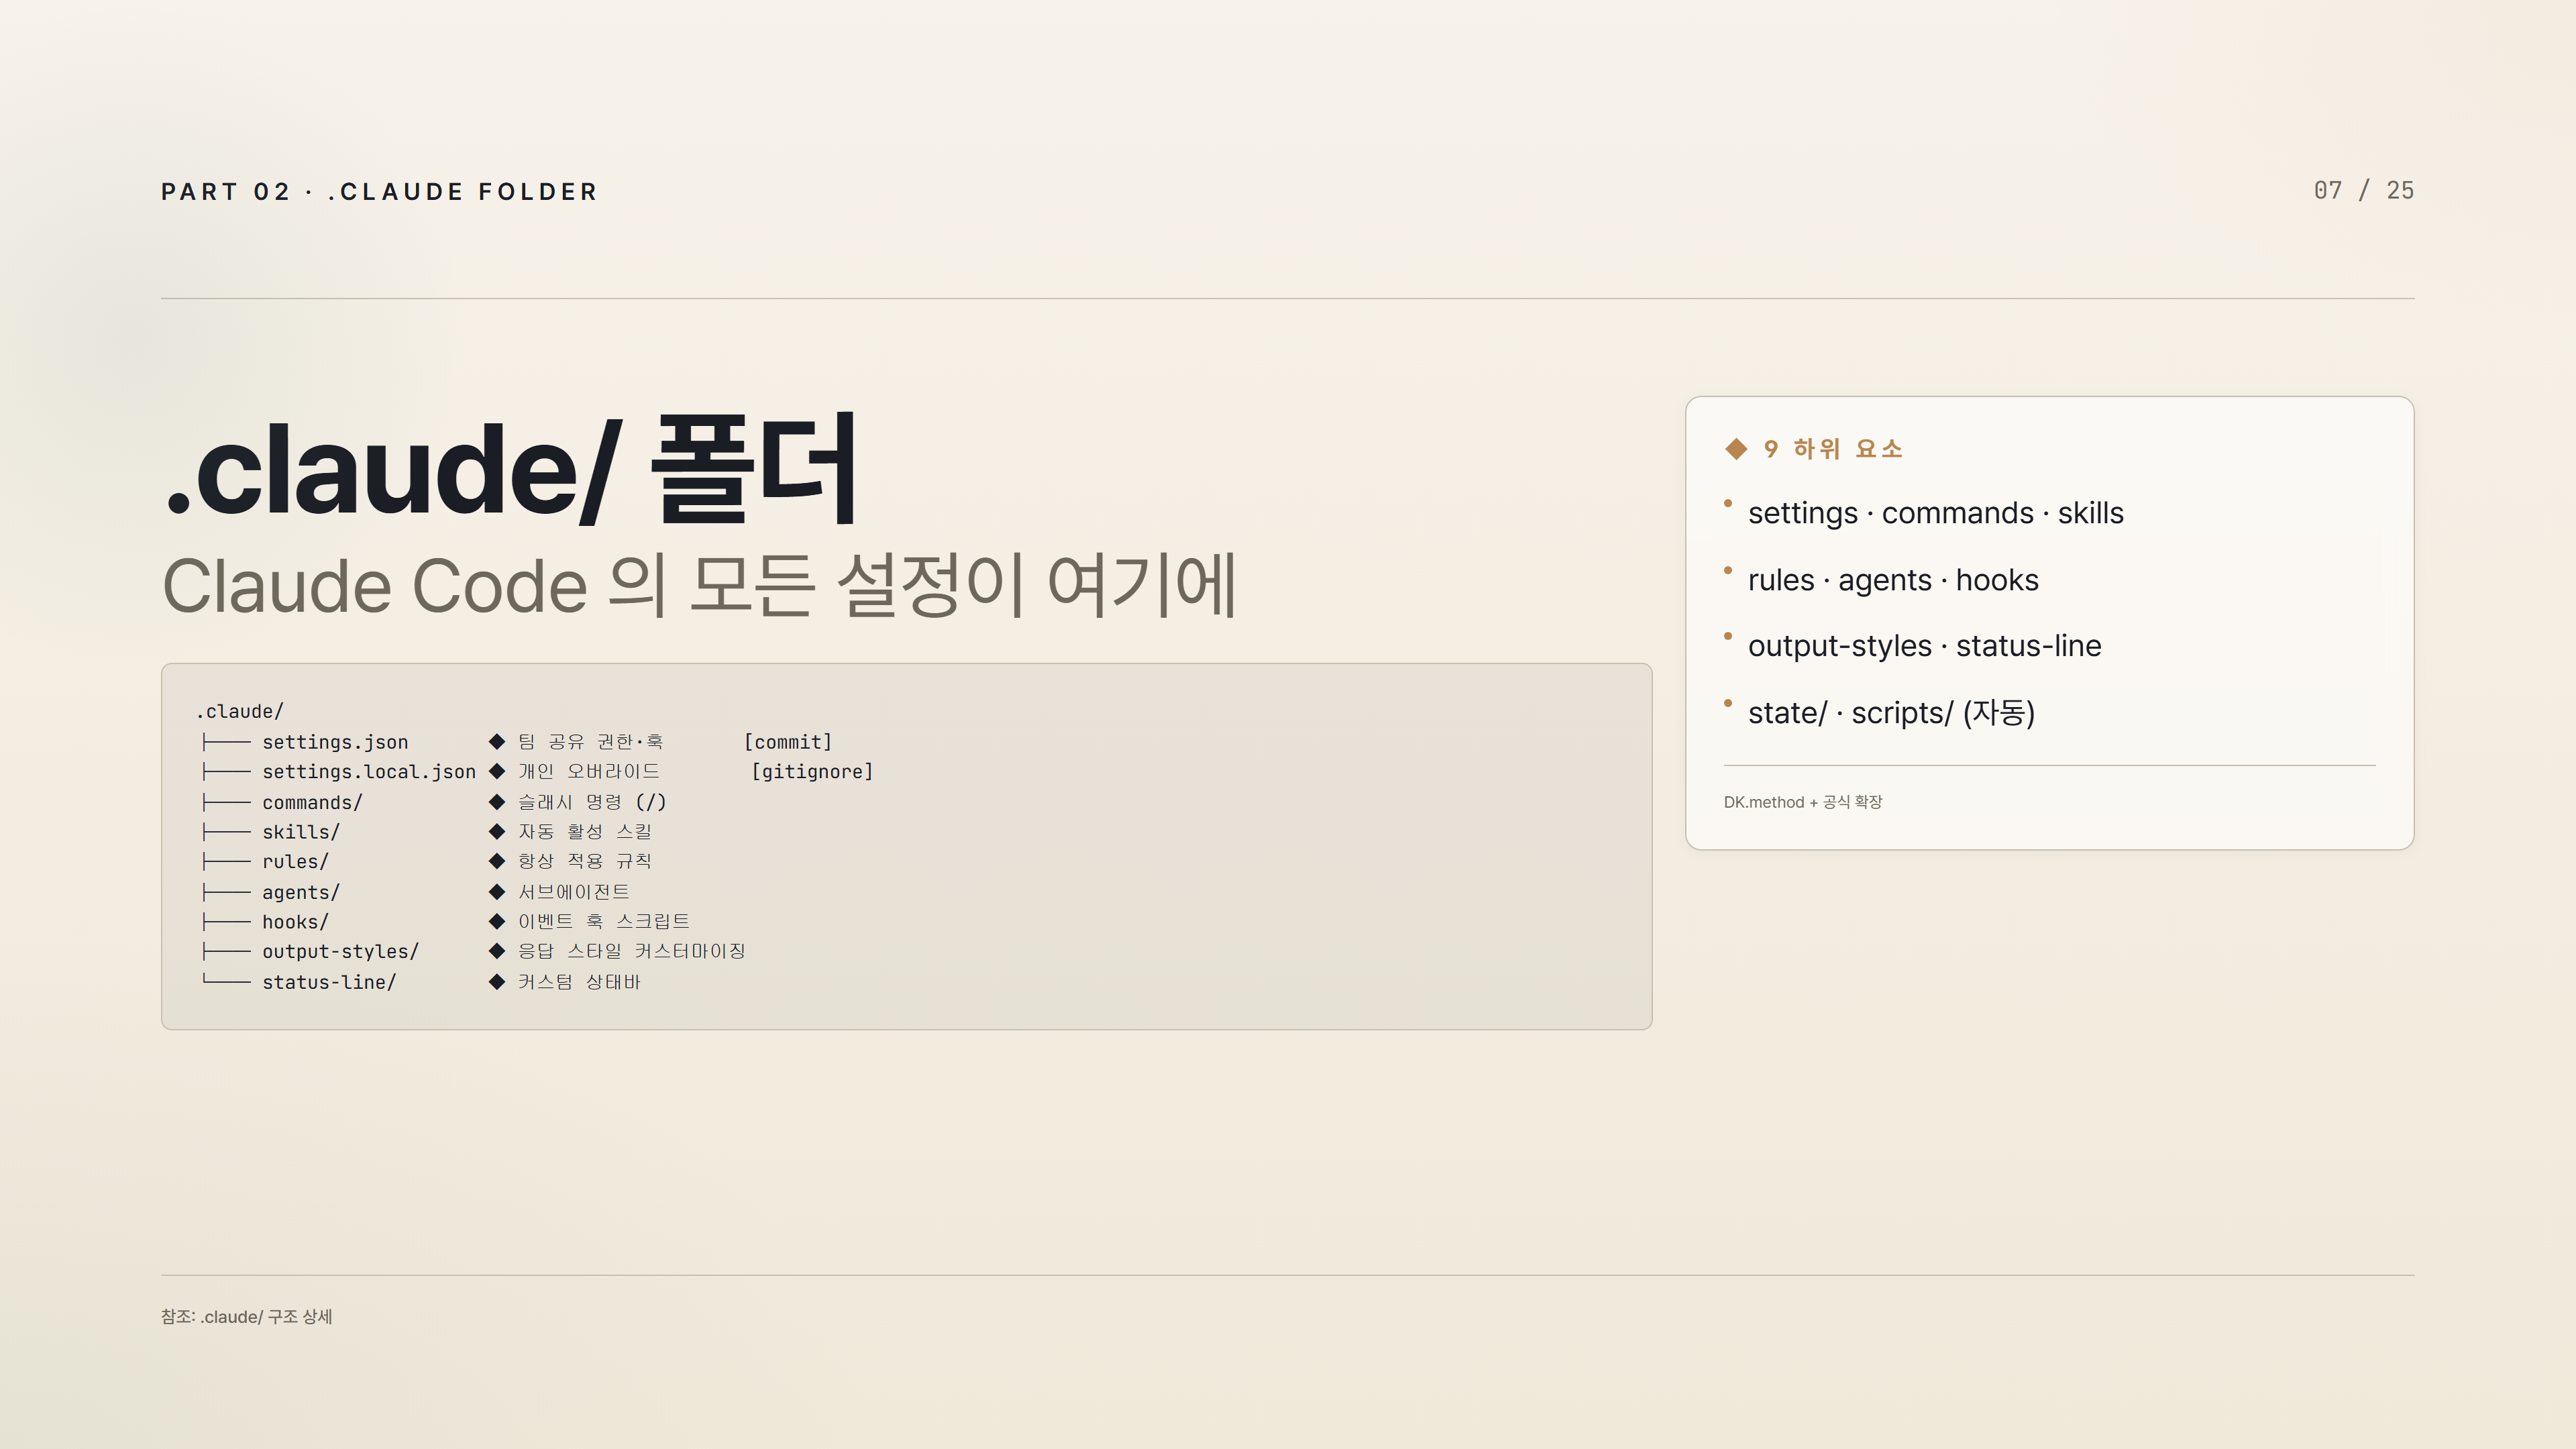 PART 02 · .CLAUDE FOLDER
07 / 25
.claude/ 폴더
Claude Code 의 모든 설정이 여기에
.claude/
├── settings.json ◆ 팀 공유 권한·훅 [commit]
├── settings.local.json ◆ 개인 오버라이드 [gitignore]
├── commands/ ◆ 슬래시 명령 (/)
├── skills/ ◆ 자동 활성 스킬
├── rules/ ◆ 항상 적용 규칙
├── agents/ ◆ 서브에이전트
├── hooks/ ◆ 이벤트 훅 스크립트
├── output-styles/ ◆ 응답 스타일 커스터마이징
└── status-line/ ◆ 커스텀 상태바
◆ 9 하위 요소
• settings · commands · skills
• rules · agents · hooks
• output-styles · status-line
• state/ · scripts/ (자동)
DK.method + 공식 확장
참조: .claude/ 구조 상세